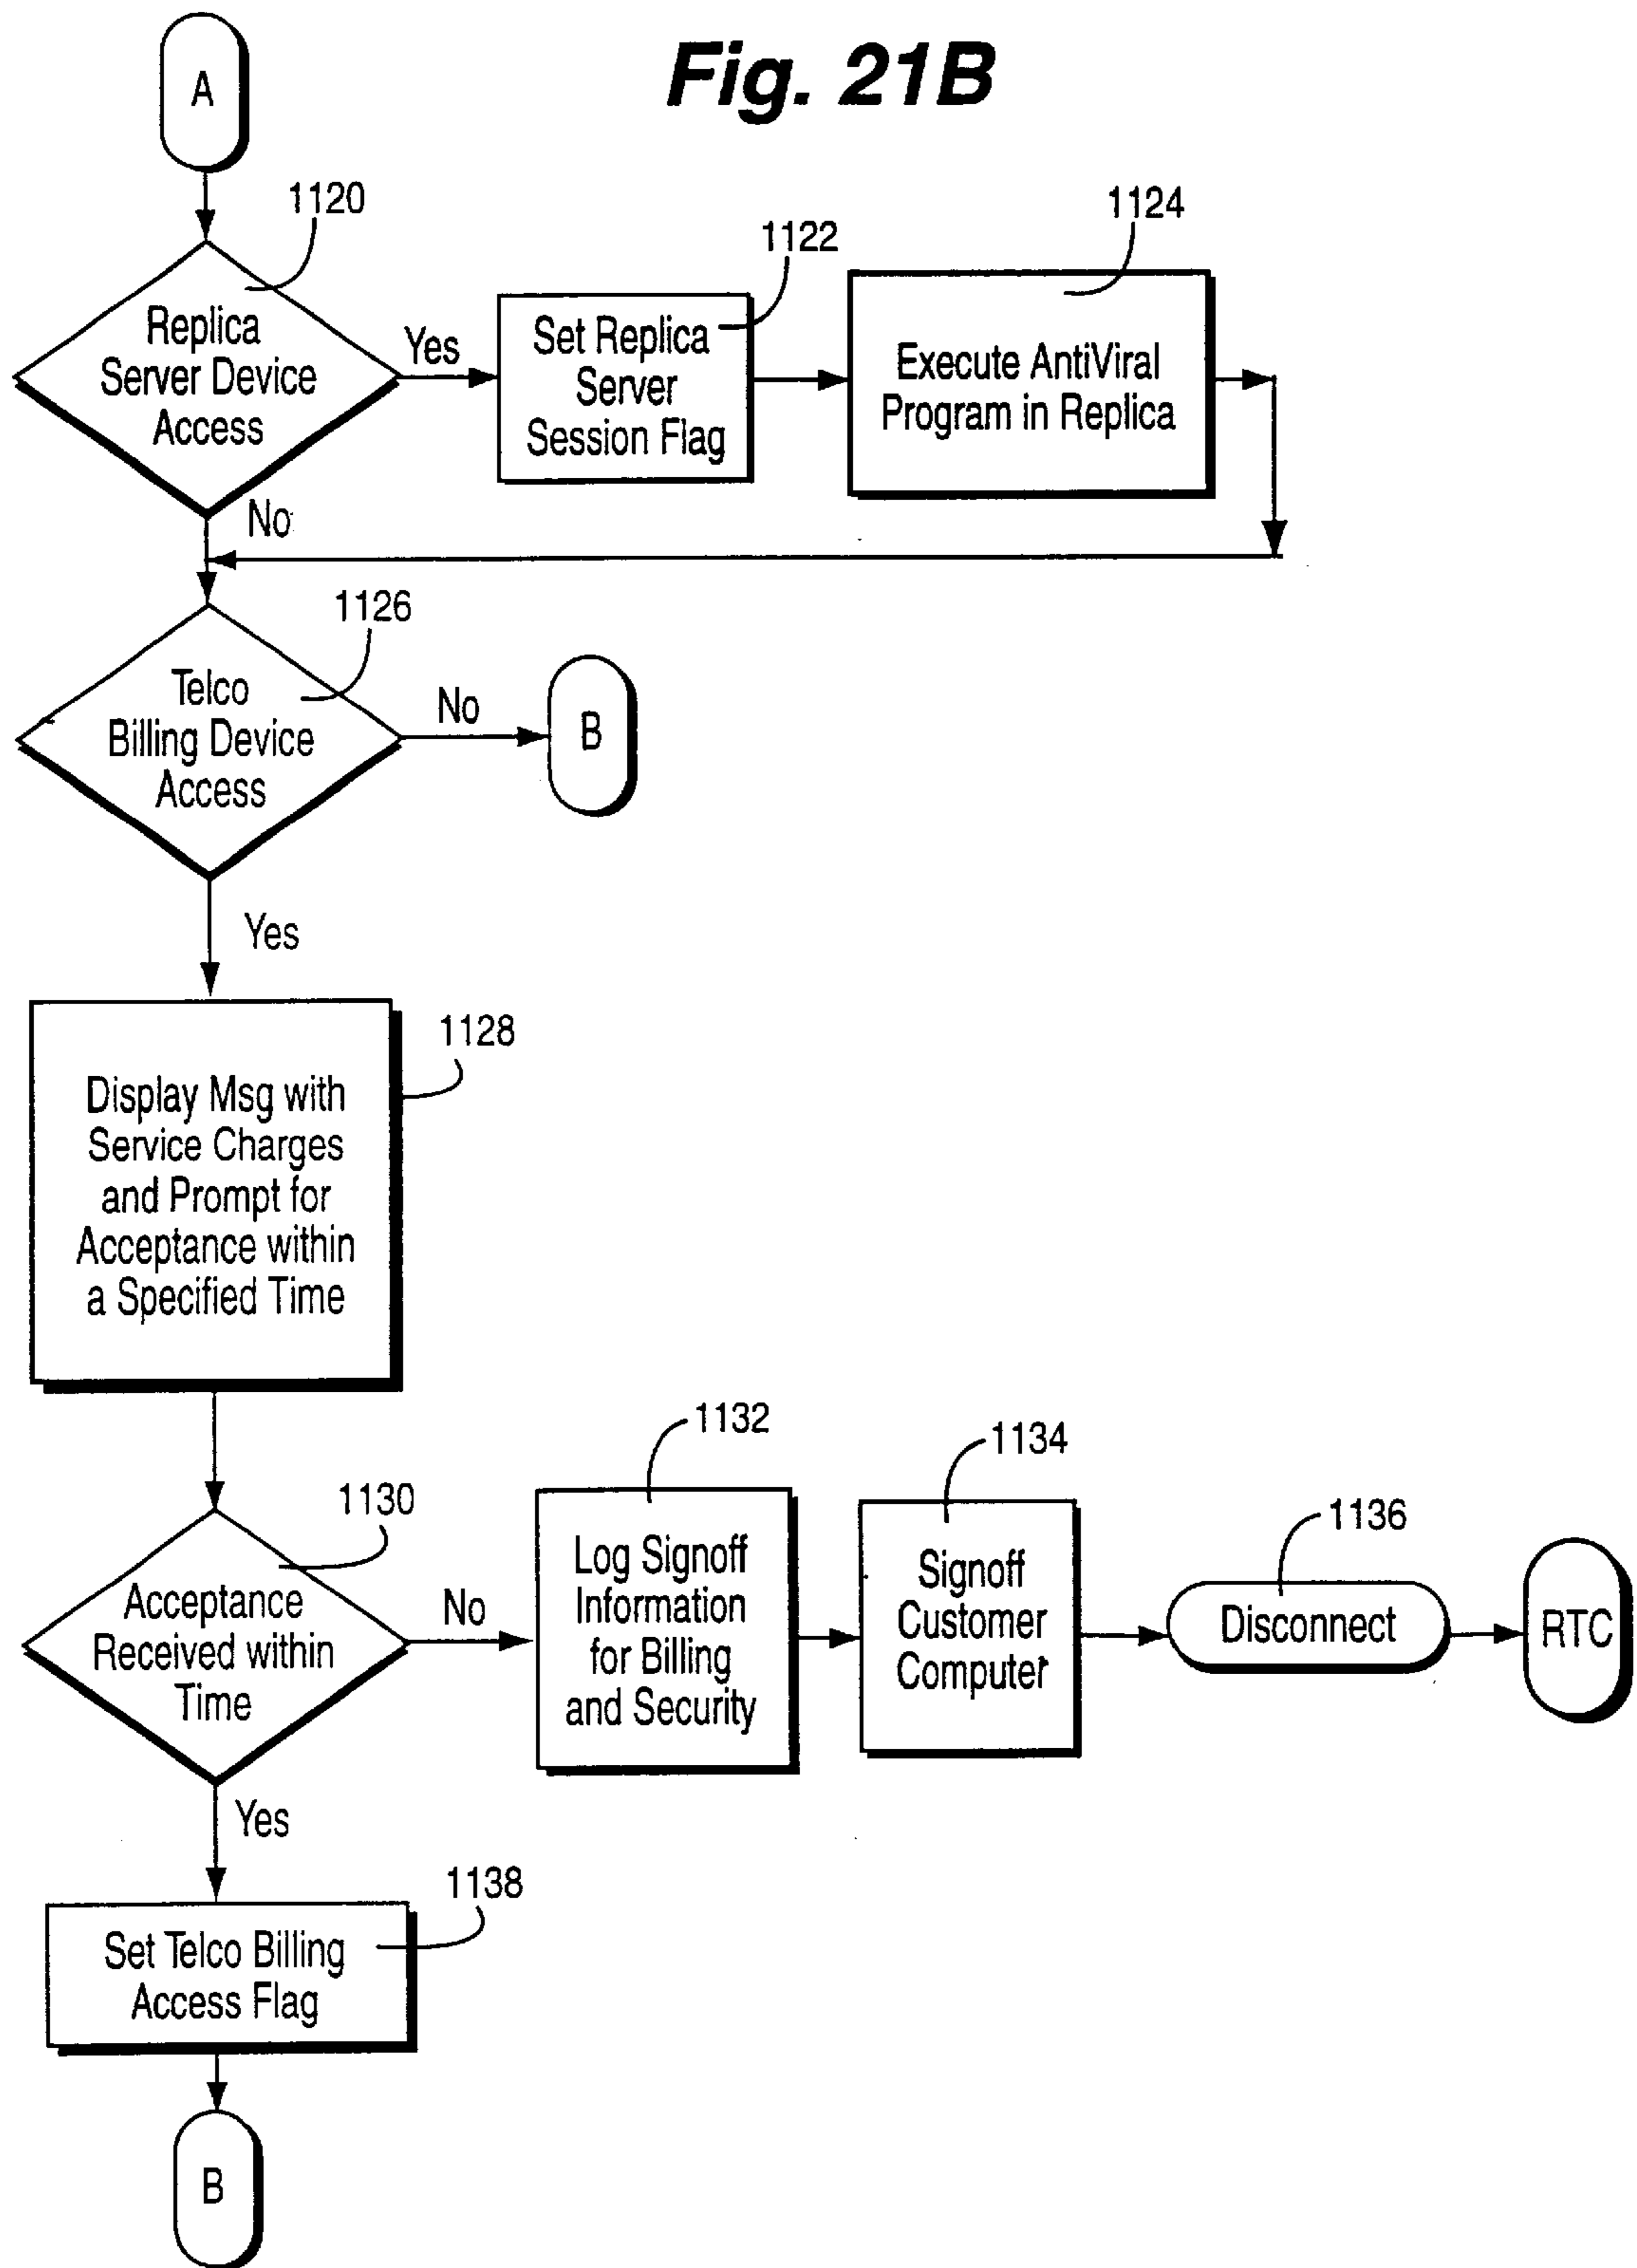 Fig. 21B
A
1120
Replica
Server Device
Access
Yes
1122
Set Replica
Server
Session Flag
1124
Execute AntiViral
Program in Replica
No
1126
Telco
Billing Device
Access
No
B
Yes
1128
Display Msg with
Service Charges
and Prompt for
Acceptance within
a Specified Time
1130
Acceptance
Received within
Time
No
1132
Log Signoff
Information
for Billing
and Security
1134
Signoff
Customer
Computer
1136
Disconnect
RTC
Yes
1138
Set Telco Billing
Access Flag
B